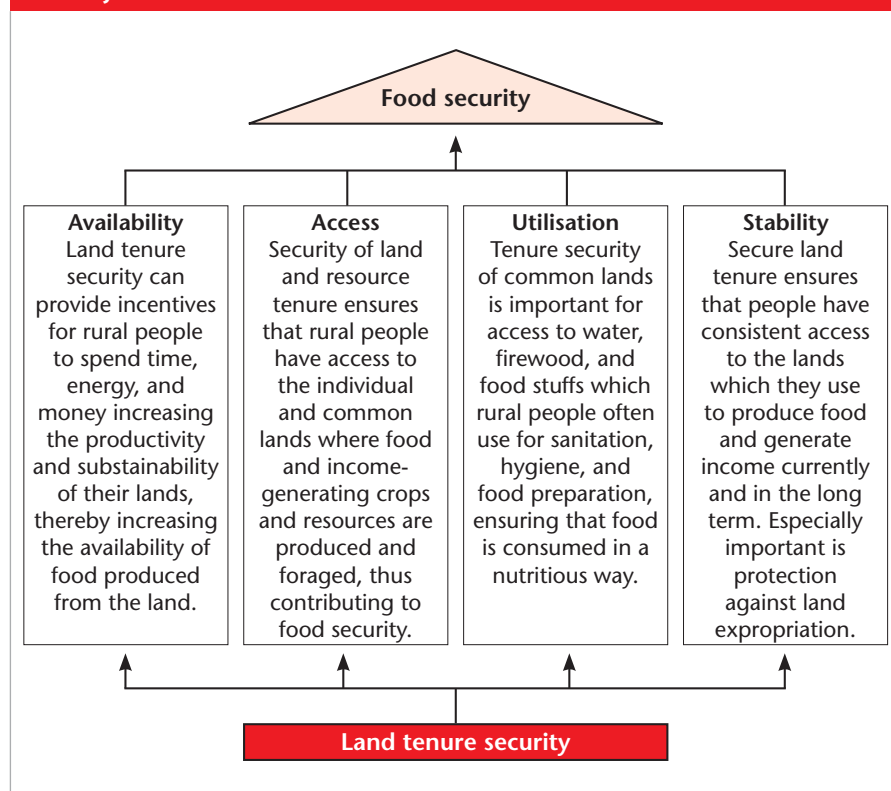 Food security
Availability
Land tenure
security can
provide incentives
for rural people
to spend time,
energy, and
money increasing
the productivity
and substainability
of their lands,
thereby increasing
the availability of
food produced
from the land.
Access
Security of land
and resource
tenure ensures
that rural people
have access to
the individual
and common
lands where food
and income-
generating crops
and resources are
produced and
foraged, thus
contributing to
food security.
Utilisation
Tenure security
of common lands
is important for
access to water,
firewood, and
food stuffs which
rural people often
use for sanitation,
hygiene, and
food preparation,
ensuring that food
is consumed in a
nutritious way.
Stability
Secure land
tenure ensures
that people have
consistent access
to the lands
which they use
to produce food
and generate
income currently
and in the long
term. Especially
important is
protection
against land
expropriation.
Land tenure security